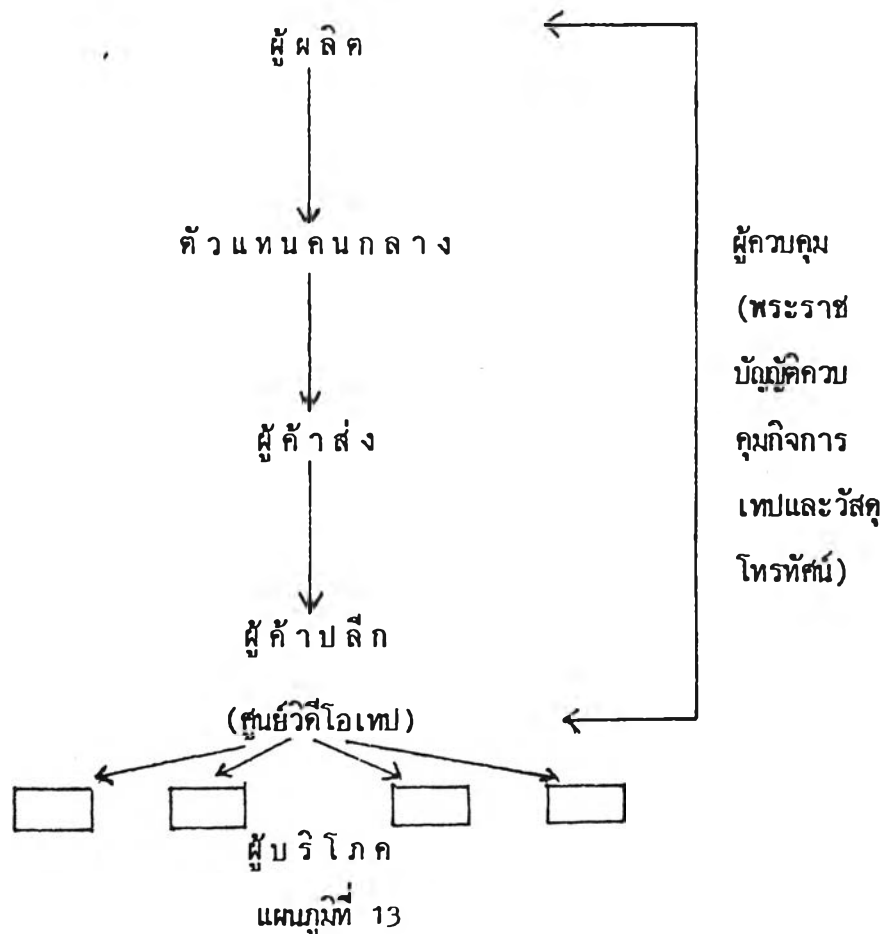 ผู้ผลิต
ตัวแทนคนกลาง
ผู้ค้าส่ง
ผู้ค้าปลีก
(ศูนย์วิดีโอเทป)
ผู้บริโภค
ผู้ควบคุม
(พระราช
บัญญัติควบ
คุมกิจการ
เทปและวัสดุ
โทรทัศน์)
แผนภูมิที่ 13